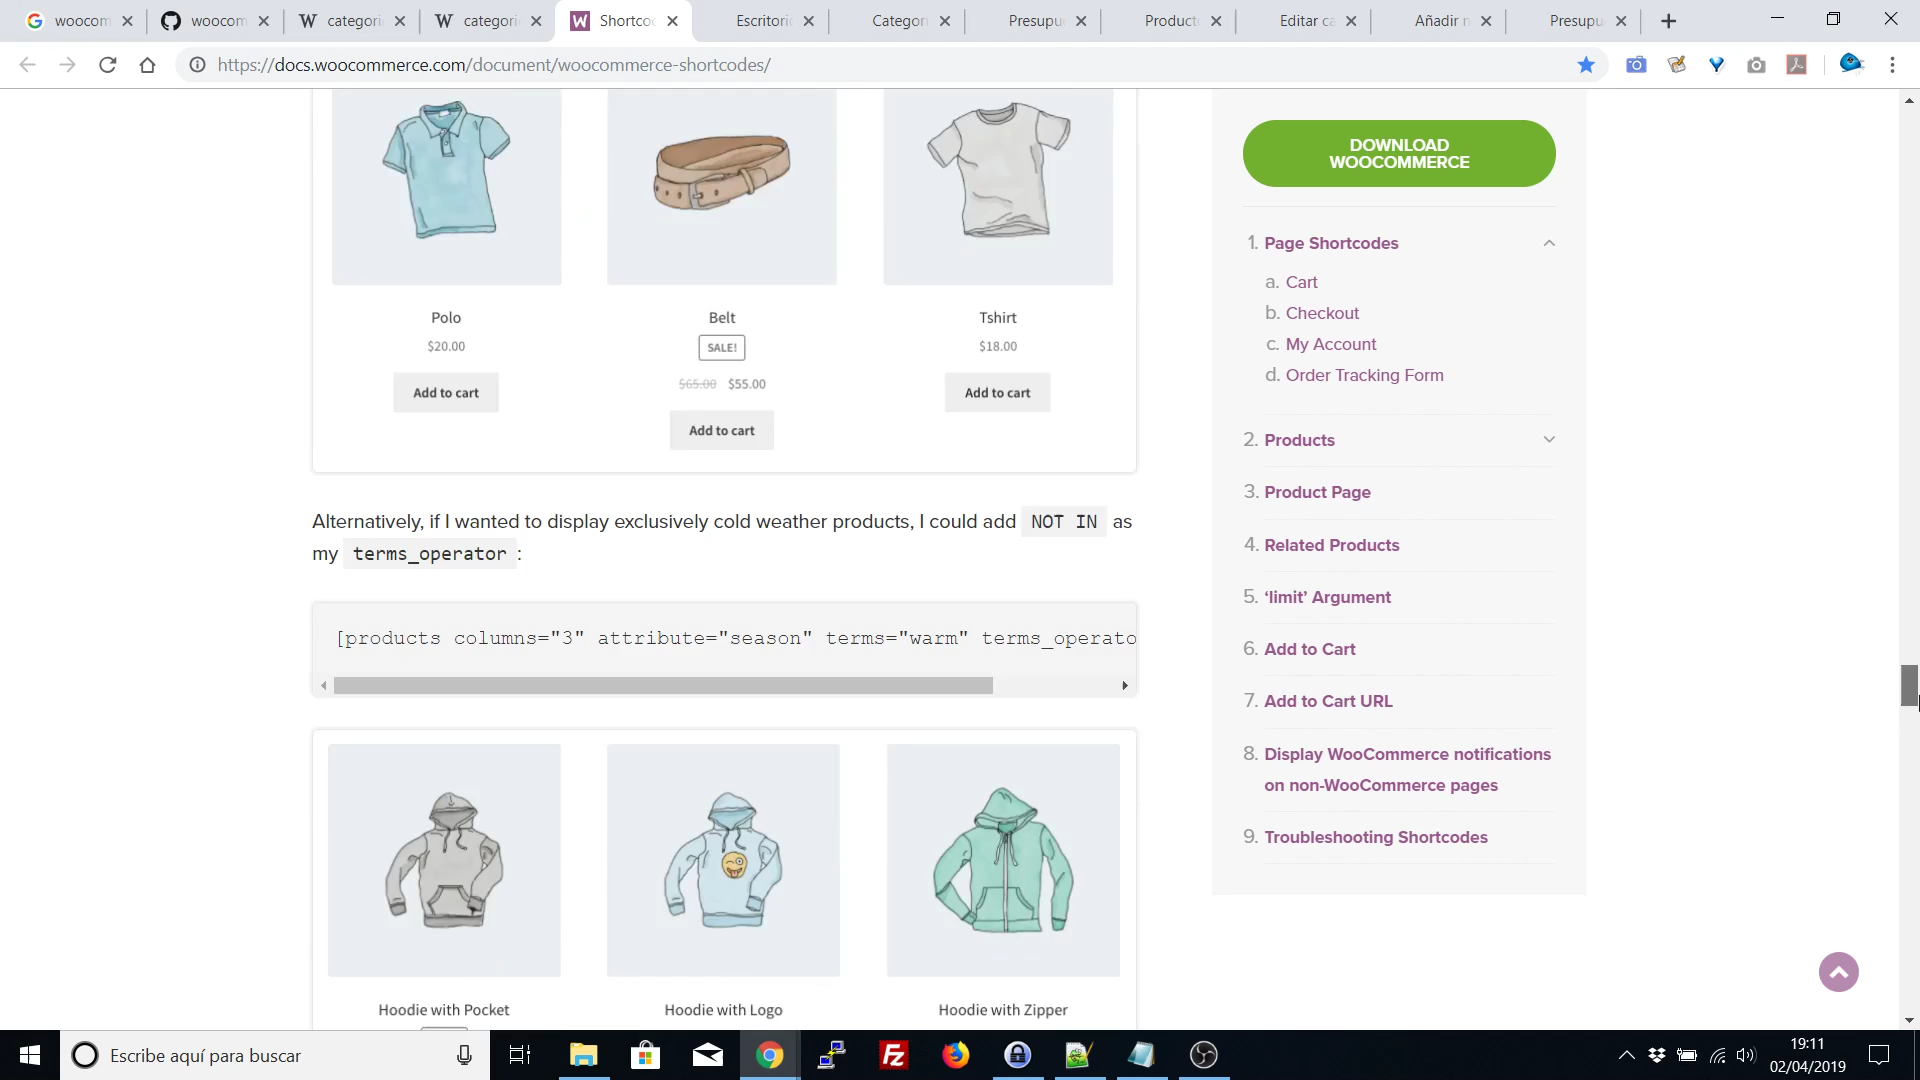 woocom
woocom
categori
categori
Shortco
Escritori
Categor
Presupu
Product
Editar ca
Añadir n
Presupu
https://docs.woocommerce.com/document/woocommerce-shortcodes/
Polo
$20.00
Add to cart
Belt
SALE!
$65.00 $55.00
Add to cart
Tshirt
$18.00
Add to cart
Alternatively, if I wanted to display exclusively cold weather products, I could add NOT IN as
my terms_operator :
[products columns="3" attribute="season" terms="warm" terms_operato
Hoodie with Pocket
Hoodie with Logo
Hoodie with Zipper
DOWNLOAD
WOOCOMMERCE
1. Page Shortcodes
a. Cart
b. Checkout
c. My Account
d. Order Tracking Form
2. Products
3. Product Page
4. Related Products
5. ‘limit’ Argument
6. Add to Cart
7. Add to Cart URL
8. Display WooCommerce notifications
on non-WooCommerce pages
9. Troubleshooting Shortcodes
Escribe aquí para buscar
19:11
02/04/2019